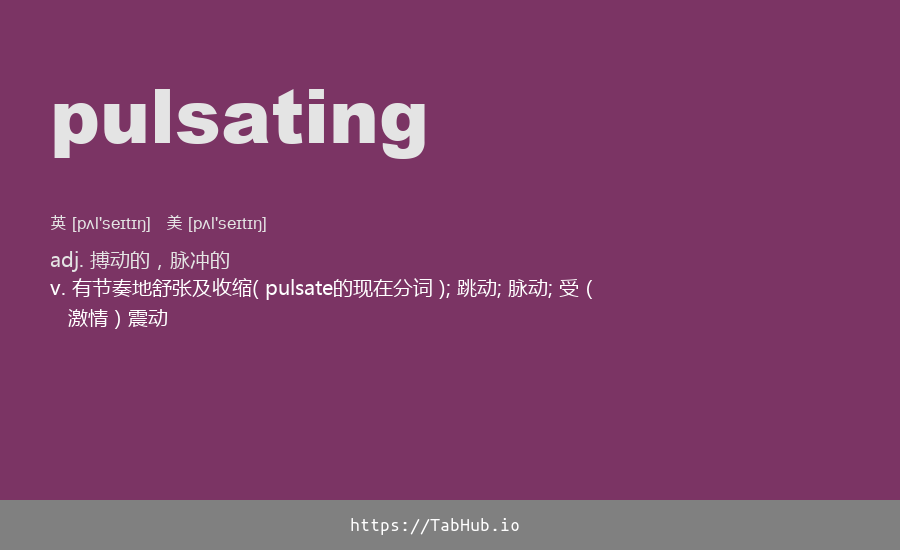 pulsating
英 [pʌl'seɪtɪŋ] 美 [pʌl'seɪtɪŋ]
adj. 搏动的，脉冲的
v. 有节奏地舒张及收缩( pulsate的现在分词 ); 跳动; 脉动; 受（
激情）震动
https://TabHub.io